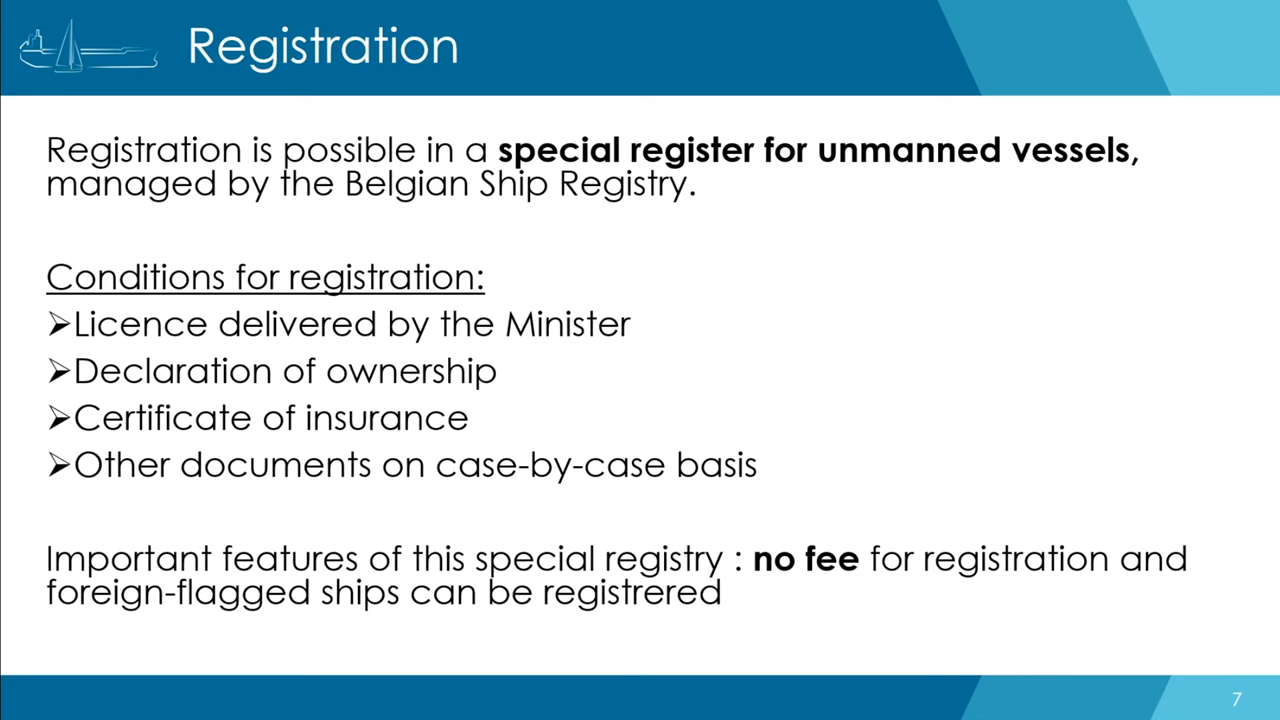 Registration
Registration is possible in a special register for unmanned vessels,
managed by the Belgian Ship Registry.
Conditions for registration:
➢Licence delivered by the Minister
➢Declaration of ownership
➢Certificate of insurance
➢Other documents on case-by-case basis
Important features of this special registry : no fee for registration and
foreign-flagged ships can be registrered
7